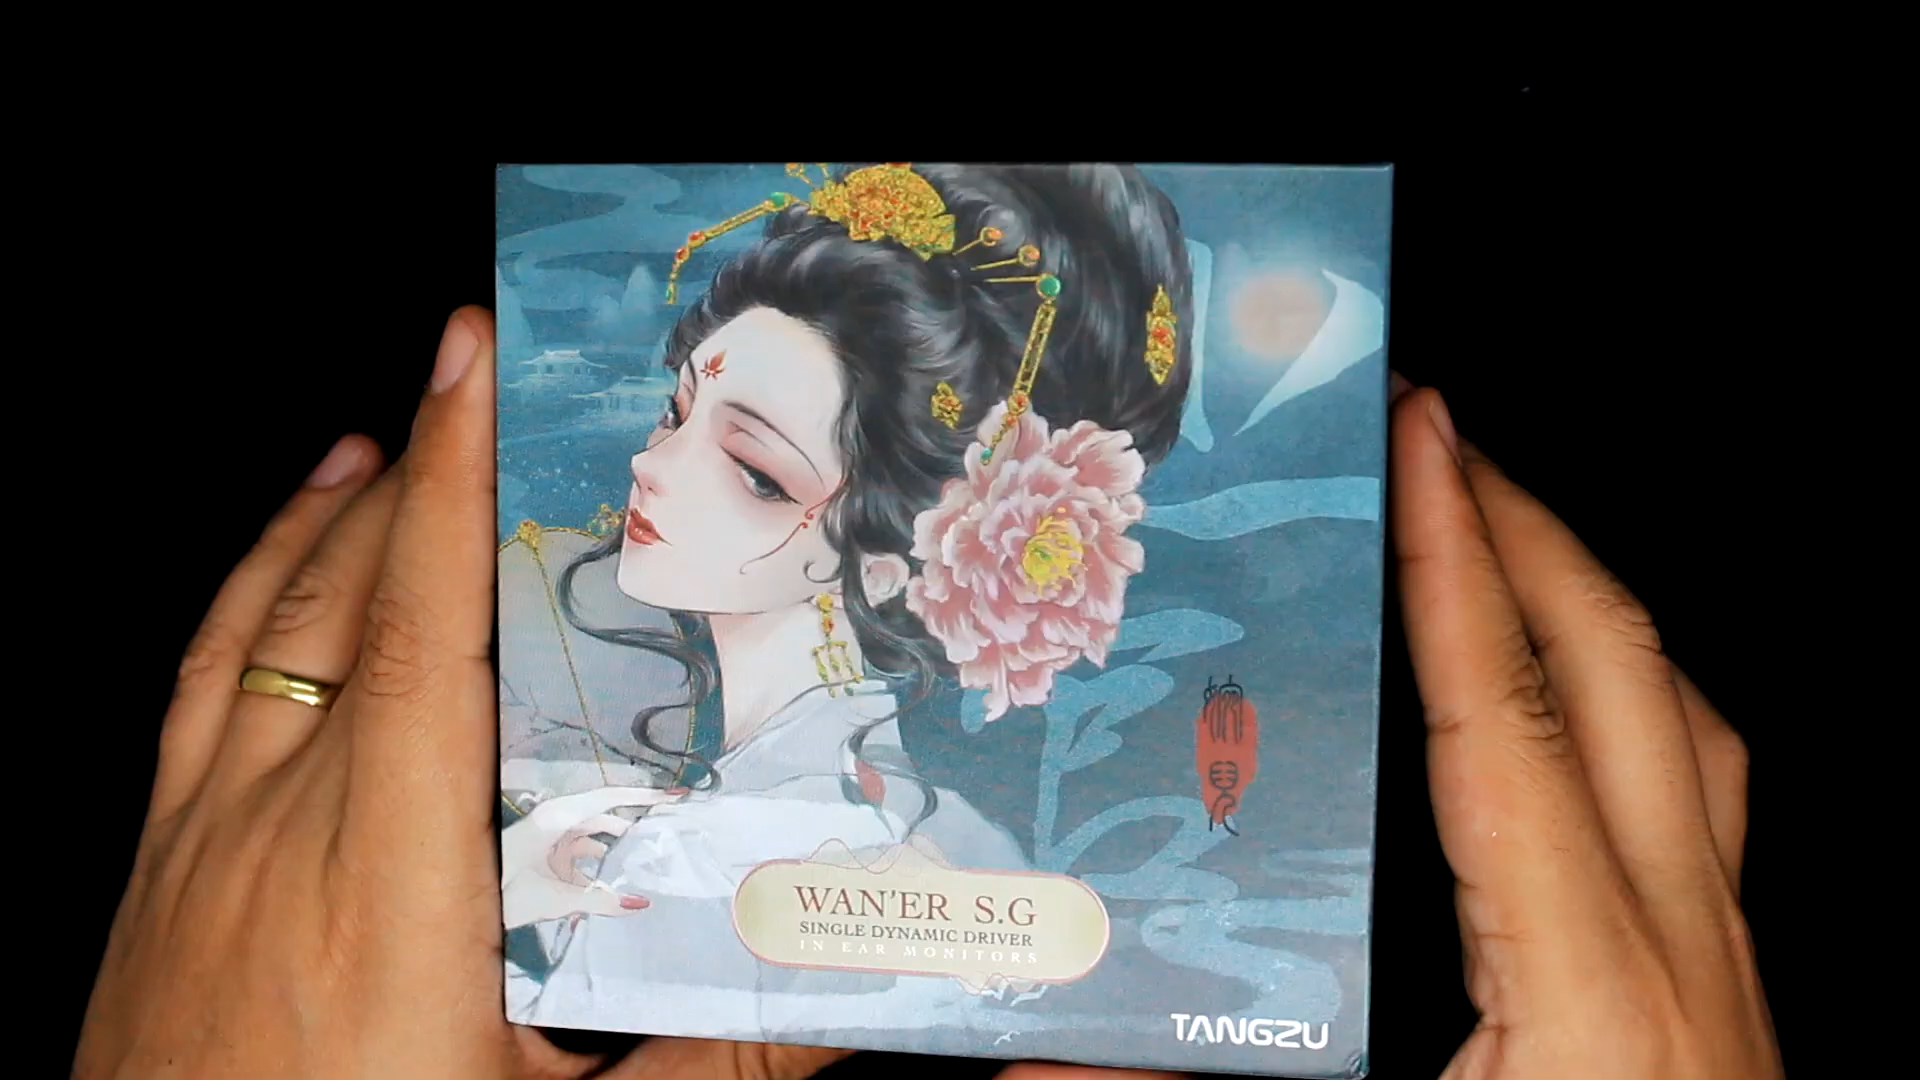 WAN'ER S.G
SINGLE DYNAMIC DRIVER
IN EAR MONITORS
TANGZU